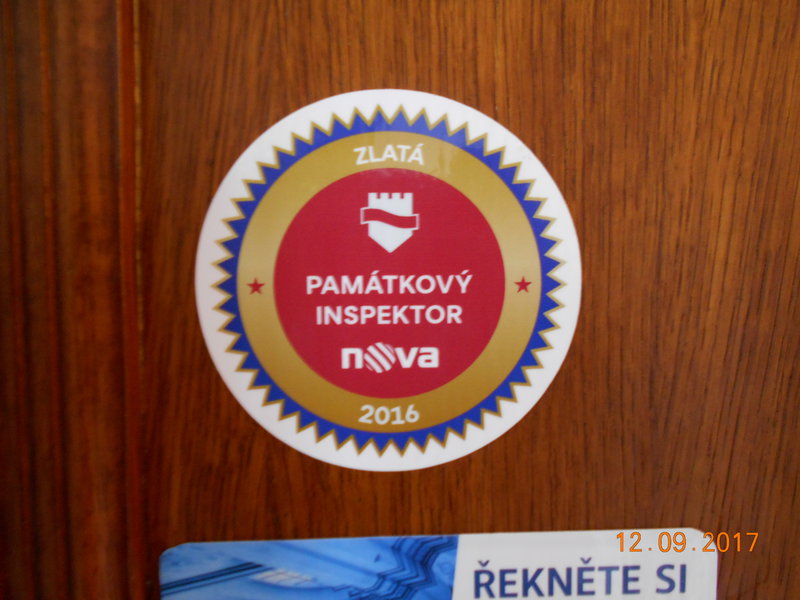 ZLATÁ
PAMÁTKOVÝ
INSPEKTOR
nova
2016
12.09.2017
ŘEKNĚTE SI